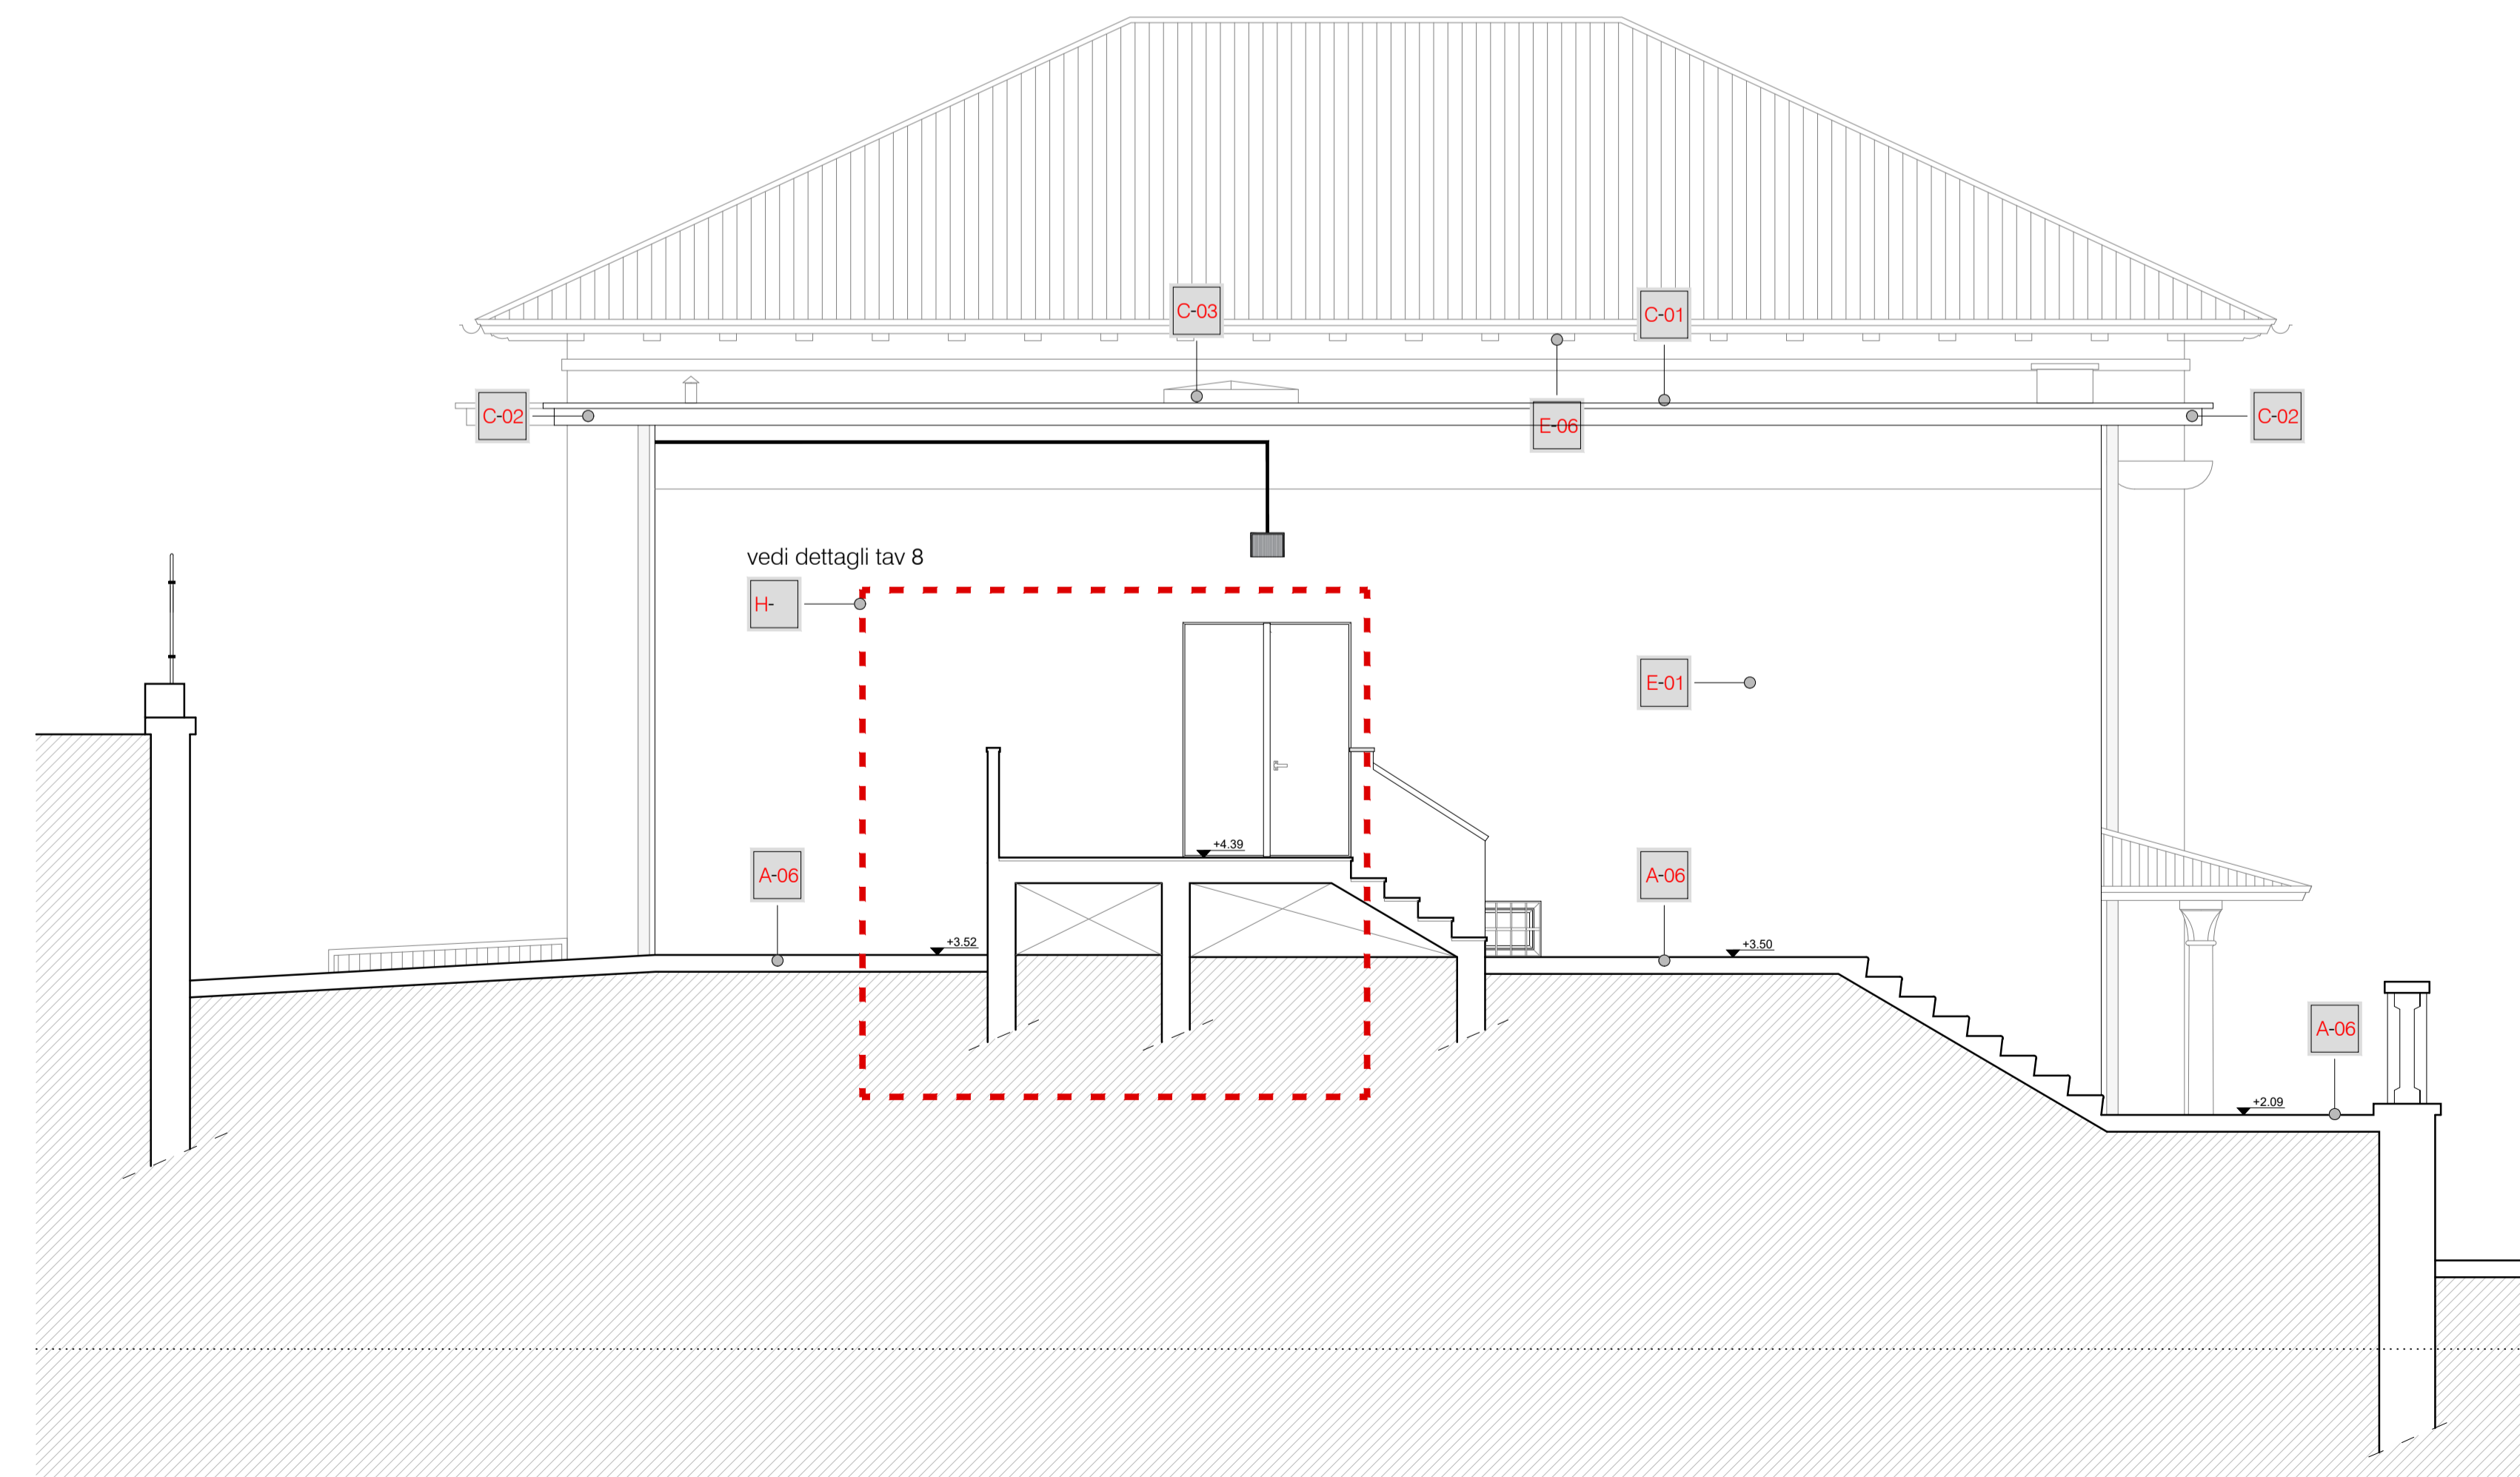 C-03
C-01
C-02
E-06
C-02
vedi dettagli tav 8
H-
E-01
+4.39
A-06
A-06
+3.52
+3.50
A-06
+2.09